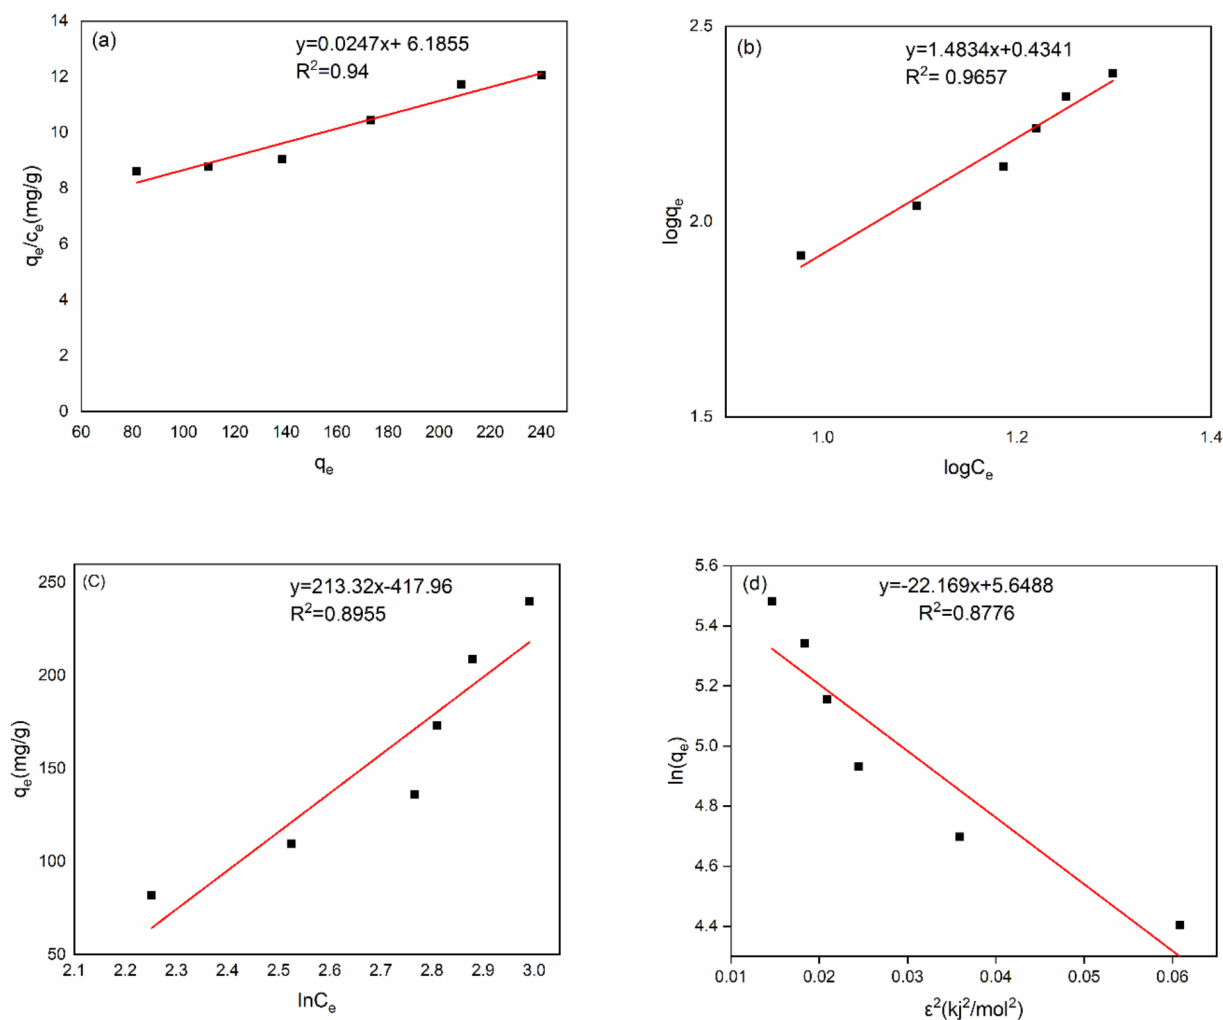 (a)
y=0.0247x+ 6.1855
R²=0.94
14
12
10
8
6
4
2
0
60 80 100 120 140 160 180 200 220 240
qₑ/cₑ(mg/g)
qₑ
(b)
y=1.4834x+0.4341
R²= 0.9657
2.5
2.0
1.5
1.0 1.2 1.4
logqₑ
logCₑ
(C)
y=213.32x-417.96
R²=0.8955
250
200
150
100
50
2.1 2.2 2.3 2.4 2.5 2.6 2.7 2.8 2.9 3.0
qₑ(mg/g)
lnCₑ
(d)
y=-22.169x+5.6488
R²=0.8776
5.6
5.4
5.2
5.0
4.8
4.6
4.4
0.01 0.02 0.03 0.04 0.05 0.06
ln(qₑ)
ε²(kj²/mol²)